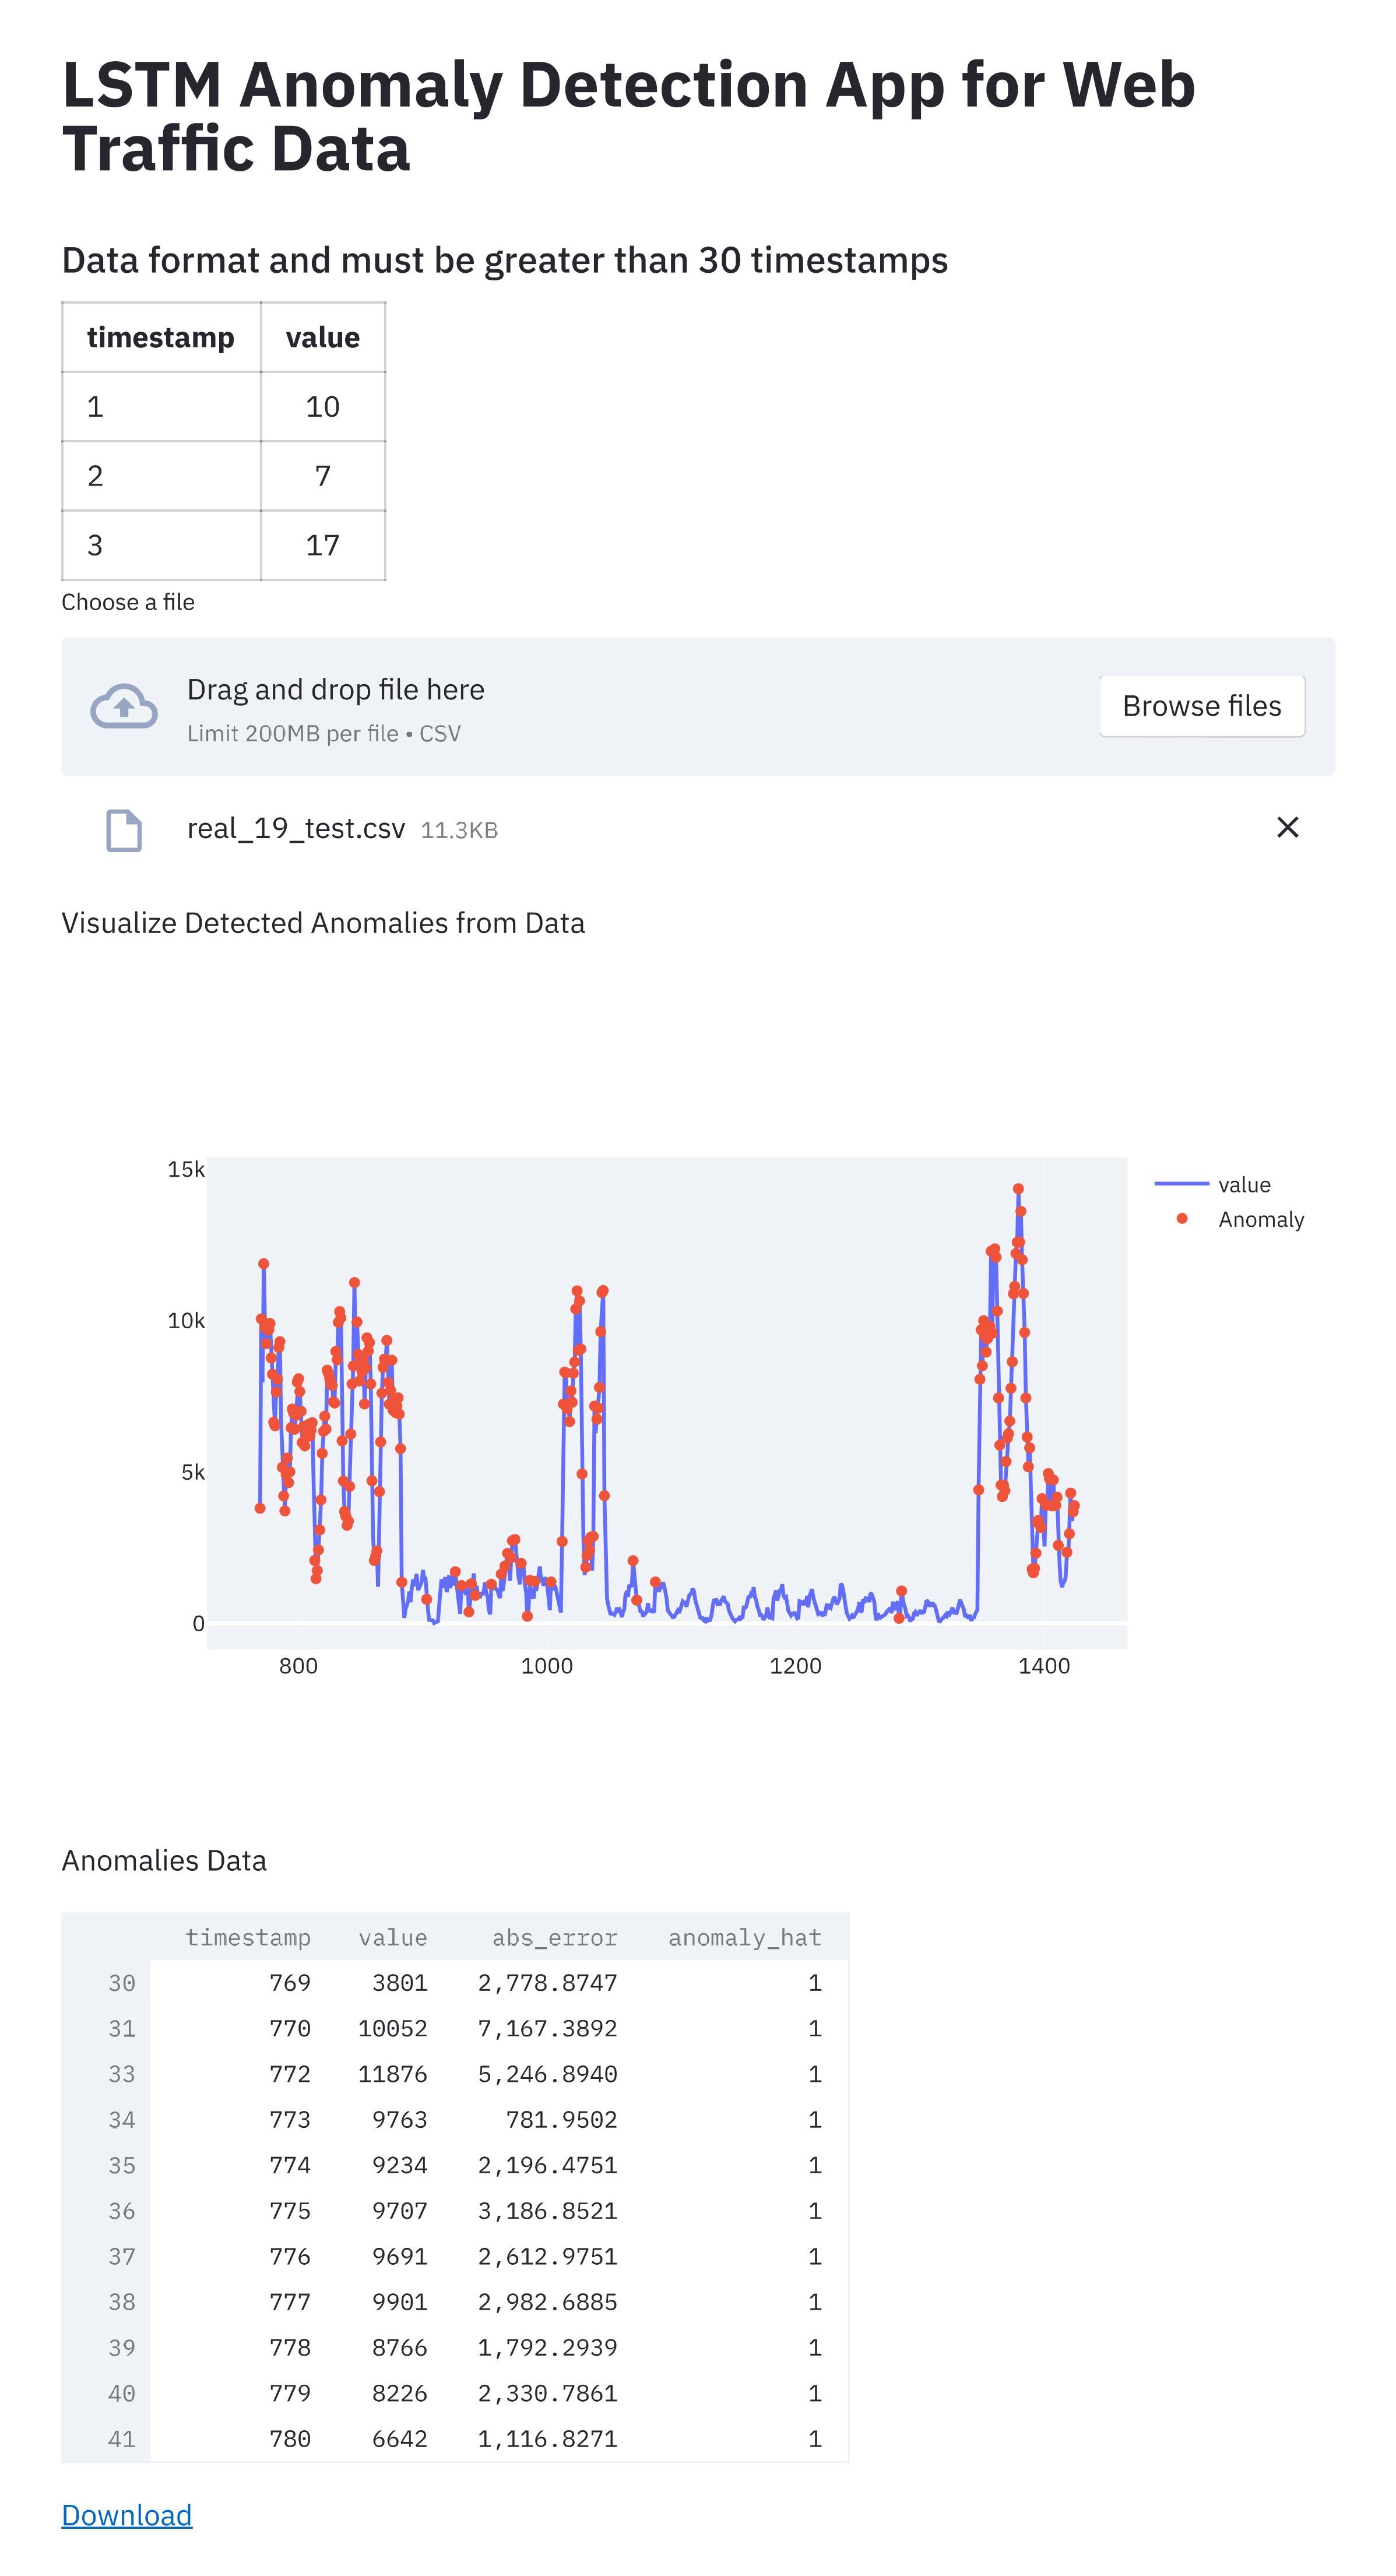 LSTM Anomaly Detection App for Web
Traffic Data
Data format and must be greater than 30 timestamps
timestamp value
1 10
2 7
3 17
Choose a file
Drag and drop file here
Limit 200MB per file • CSV
Browse files
real_19_test.csv 11.3KB
Visualize Detected Anomalies from Data
15k
10k
5k
0
800 1000 1200 1400
value
Anomaly
Anomalies Data
timestamp value abs_error anomaly_hat
30 769 3801 2,778.8747 1
31 770 10052 7,167.3892 1
33 772 11876 5,246.8940 1
34 773 9763 781.9502 1
35 774 9234 2,196.4751 1
36 775 9707 3,186.8521 1
37 776 9691 2,612.9751 1
38 777 9901 2,982.6885 1
39 778 8766 1,792.2939 1
40 779 8226 2,330.7861 1
41 780 6642 1,116.8271 1
Download